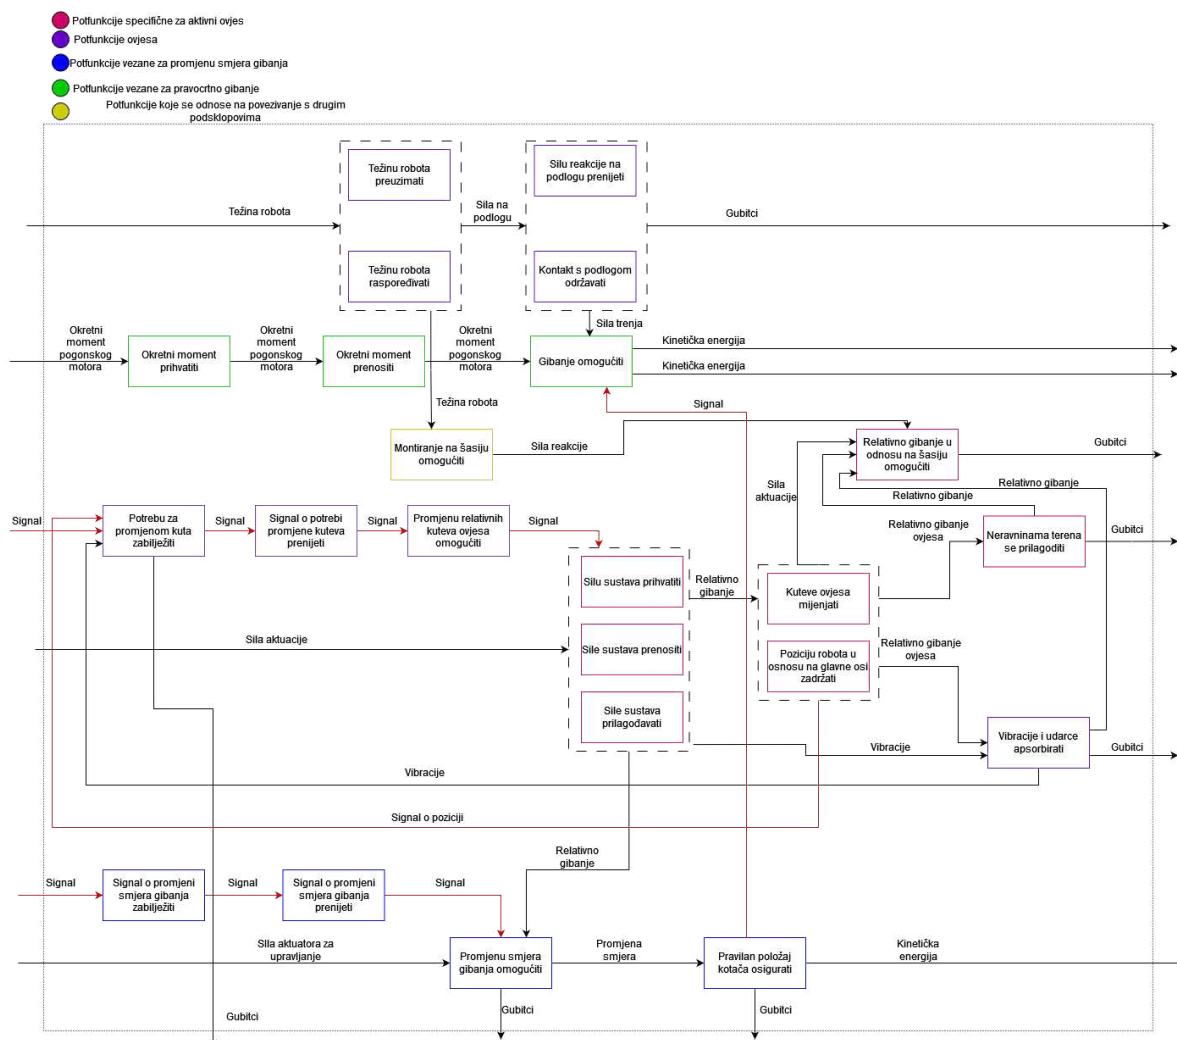 Potfunkcije specifične za aktivni ovjes
Potfunkcije ovjesa
Potfunkcije vezane za promjenu smjera gibanja
Potfunkcije vezane za pravocrtno gibanje
Potfunkcije koje se odnose na povezivanje s drugim
podsklopovima
Težinu robota
preuzimati
Silu reakcije na
podlogu prenijeti
Težina robota
Sila na
podlogu
Gubitci
Težinu robota
raspoređivati
Kontakt s podlogom
održavati
Sila trenja
Okretni
moment
pogonskog
motora
Okretni moment
prihvatiti
Okretni
moment
pogonskog
motora
Okretni moment
prenositi
Okretni
moment
pogonskog
motora
Gibanje omogućiti
Kinetička energija
Kinetička energija
Težina robota
Signal
Montiranje na šasiju
omogućiti
Sila reakcije
Relativno gibanje u
odnosu na šasiju
omogućiti
Gubitci
Sila
aktuacije
Relativno gibanje
Relativno gibanje
Signal
Potrebu za
promjenom kuta
zabilježiti
Signal
Signal o potrebi
promjene kuteva
prenijeti
Signal
Promjenu relativnih
kuteva ovjesa
omogućiti
Signal
Relativno gibanje
ovjesa
Neravninama terena
se prilagoditi
Gubitci
Silu sustava prihvatiti
Relativno
gibanje
Kuteve ovjesa
mijenjati
Sila aktuacije
Sile sustava prenositi
Poziciju robota u
osnosu na glavne osi
zadržati
Relativno gibanje
ovjesa
Sile sustava
prilagođavati
Vibracije
Vibracije i udarce
apsorbirati
Gubitci
Vibracije
Signal o poziciji
Relativno
gibanje
Signal
Signal o promjeni
smjera gibanja
zabilježiti
Signal
Signal o promjeni
smjera gibanja
prenijeti
Signal
SIla aktuatora za
upravljanje
Promjenu smjera
gibanja omogućiti
Promjena
smjera
Pravilan položaj
kotača osigurati
Kinetička
energija
Gubitci
Gubitci
Gubitci